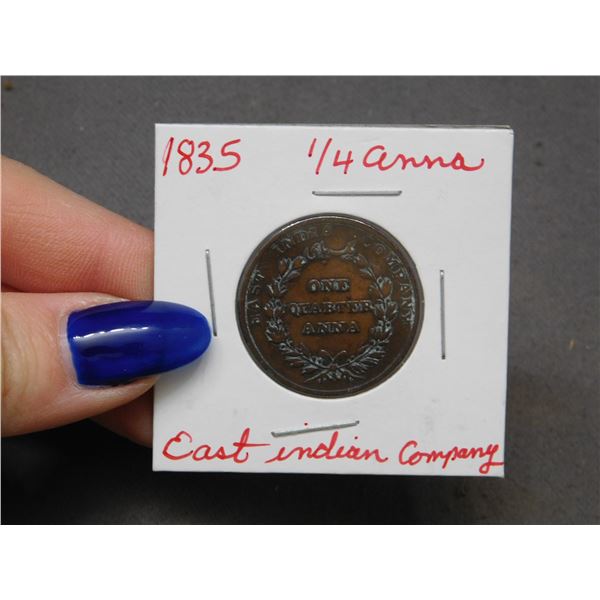 1835 1/4 anna
EAST INDIA COMPANY
ONE
QUARTER
ANNA
East indian Company